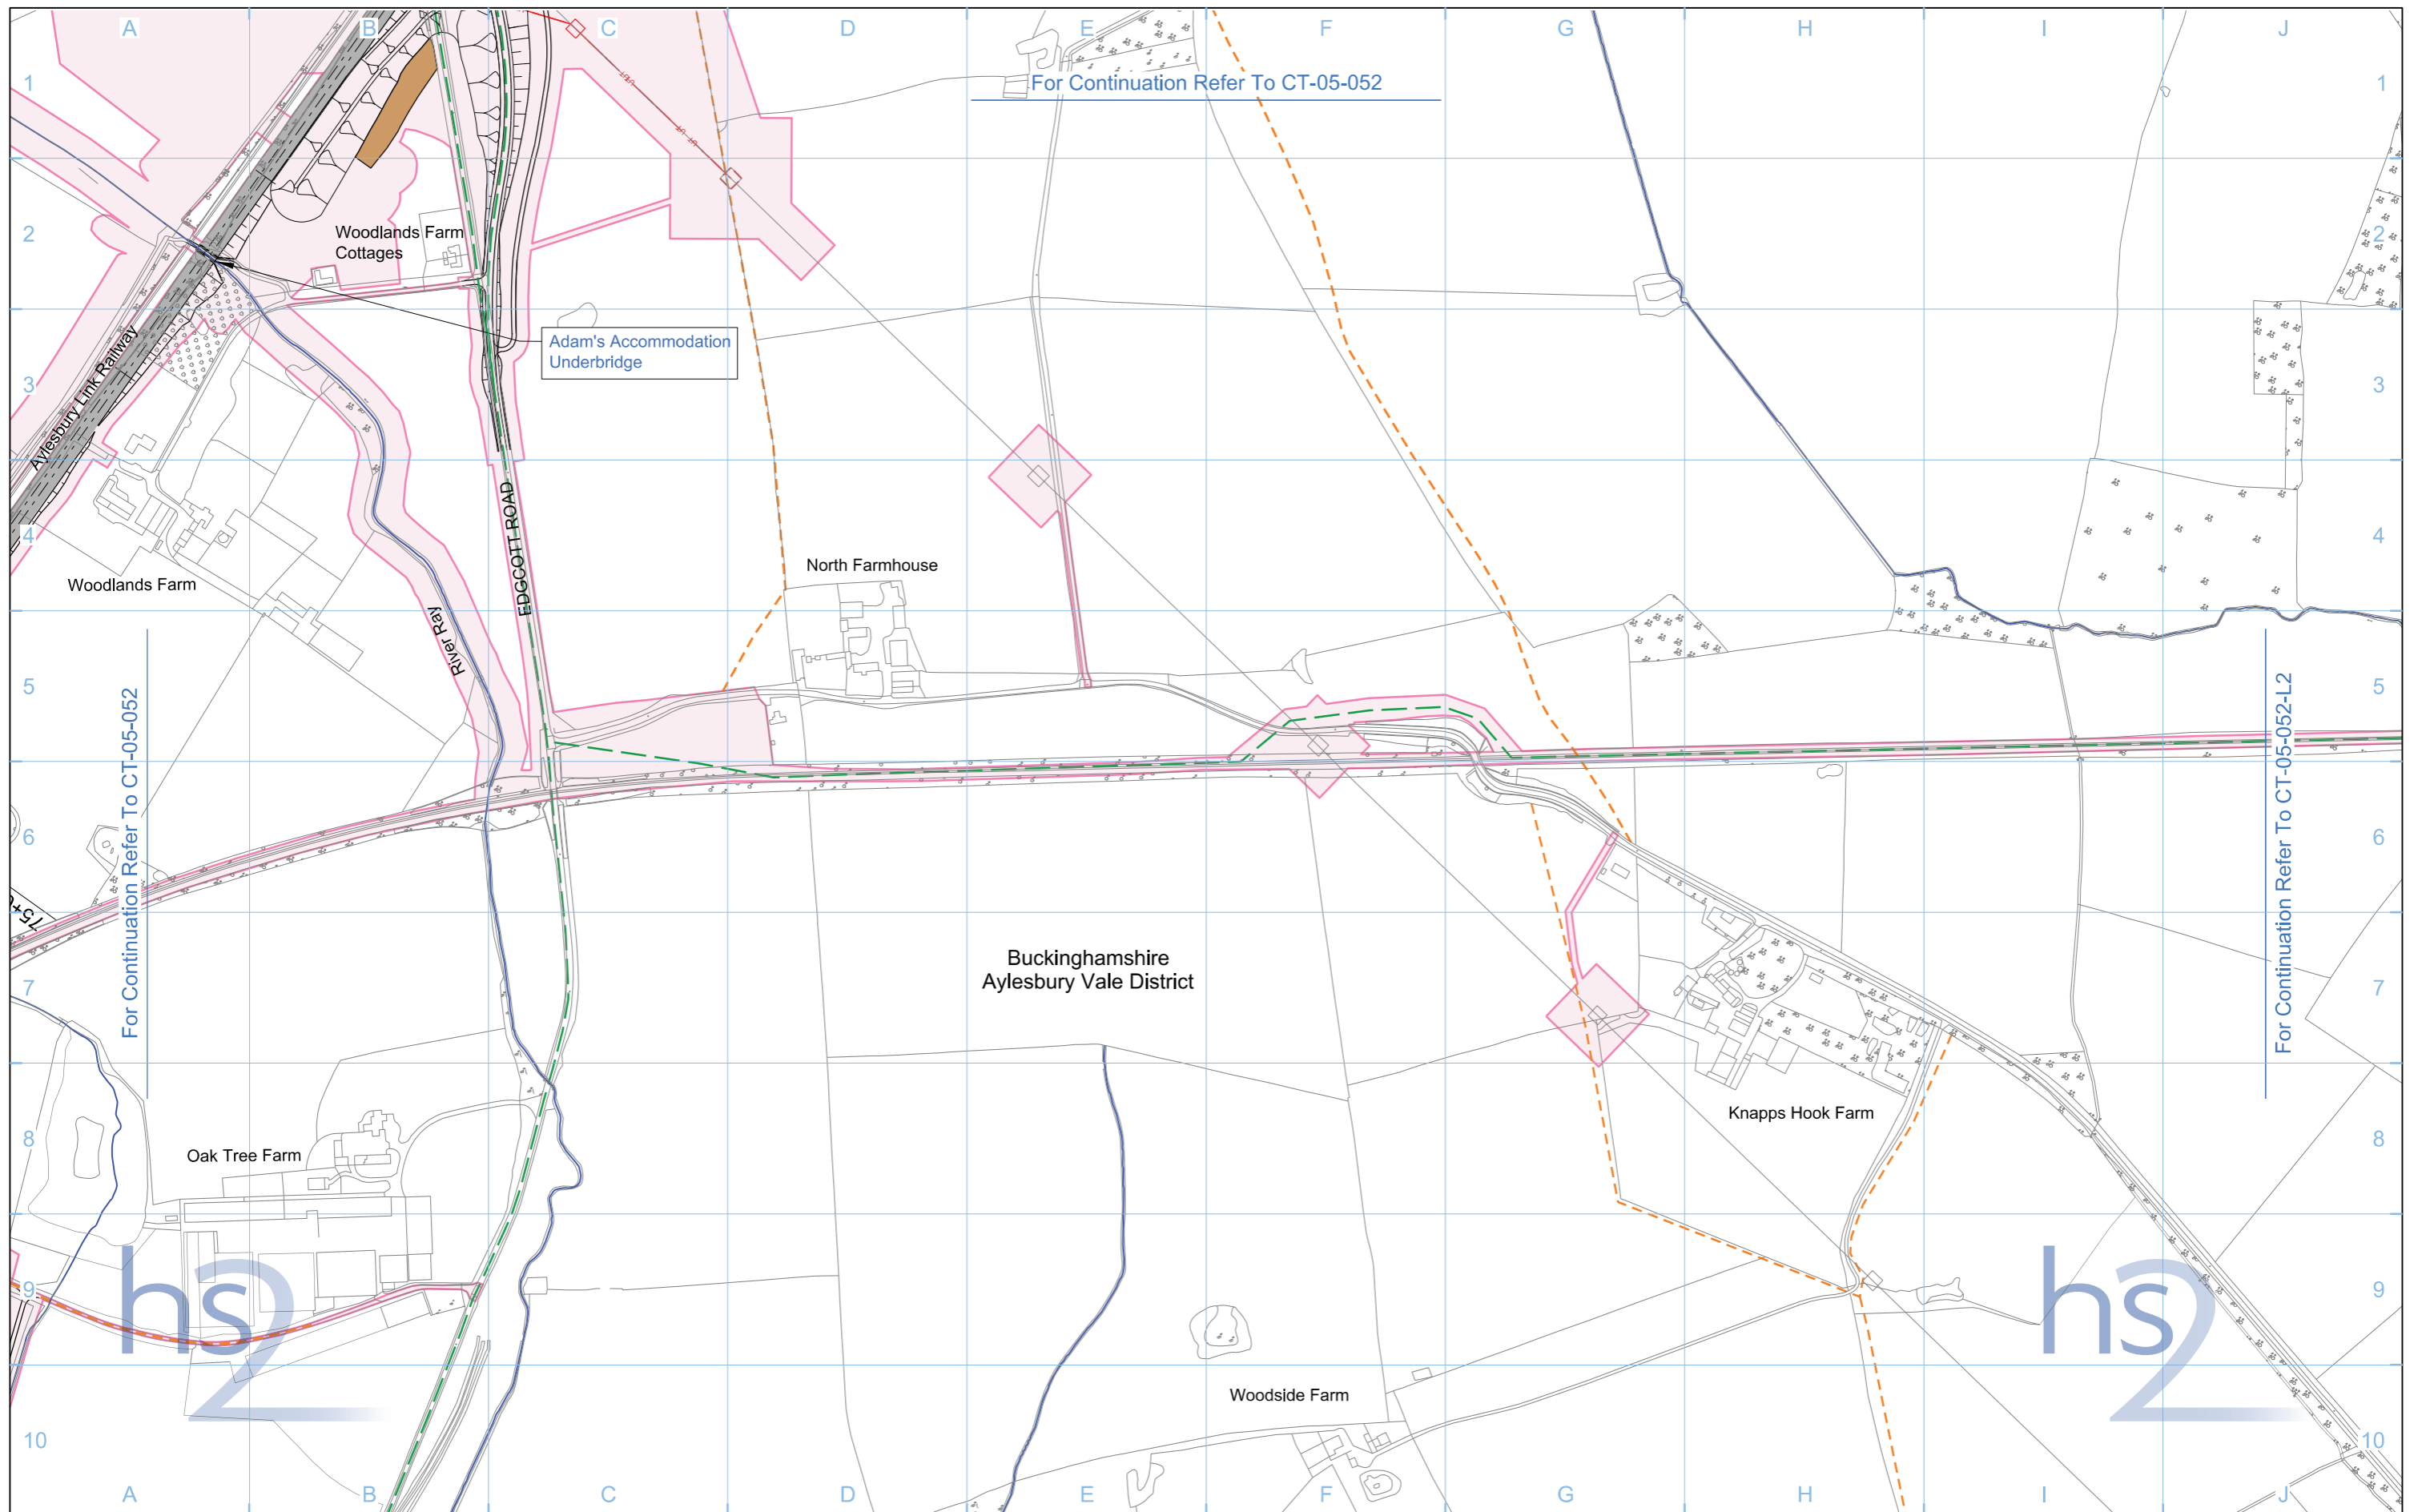 A B C D E F G H I J
For Continuation Refer To CT-05-052
1 1
2 2
Woodlands Farm
Cottages
Adam's Accommodation
Underbridge
3 3
Aylesbury Link Railway
4 4
EDGCOTT ROAD
North Farmhouse
Woodlands Farm
River Ray
5 5
For Continuation Refer To CT-05-052
For Continuation Refer To CT-05-052-L2
6 6
Buckinghamshire
Aylesbury Vale District
7 7
Knapps Hook Farm
8 8
Oak Tree Farm
9 9
hs2 hs2
Woodside Farm
10 10
A B C D E F G H I J